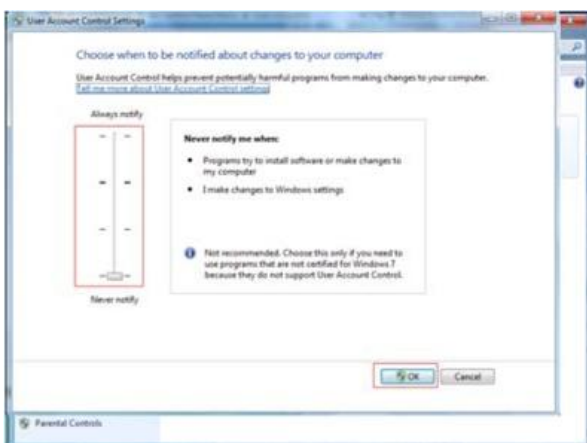 User Account Control Settings
Choose when to be notified about changes to your computer
User Account Control helps prevent potentially harmful programs from making changes to your computer.
Tell me more about User Account Control settings
Always notify
Never notify me when:
• Programs try to install software or make changes to
my computer
• I make changes to Windows settings
Not recommended. Choose this only if you need to
use programs that are not certified for Windows 7
because they do not support User Account Control.
Never notify
OK
Cancel
Parental Controls